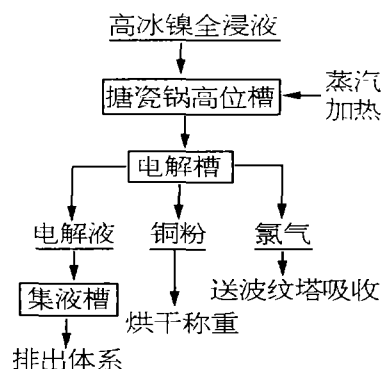 高冰镍全浸液
搪瓷锅高位槽
蒸汽
加热
电解槽
电解液
铜粉
氯气
集液槽
烘干称重
送波纹塔吸收
排出体系